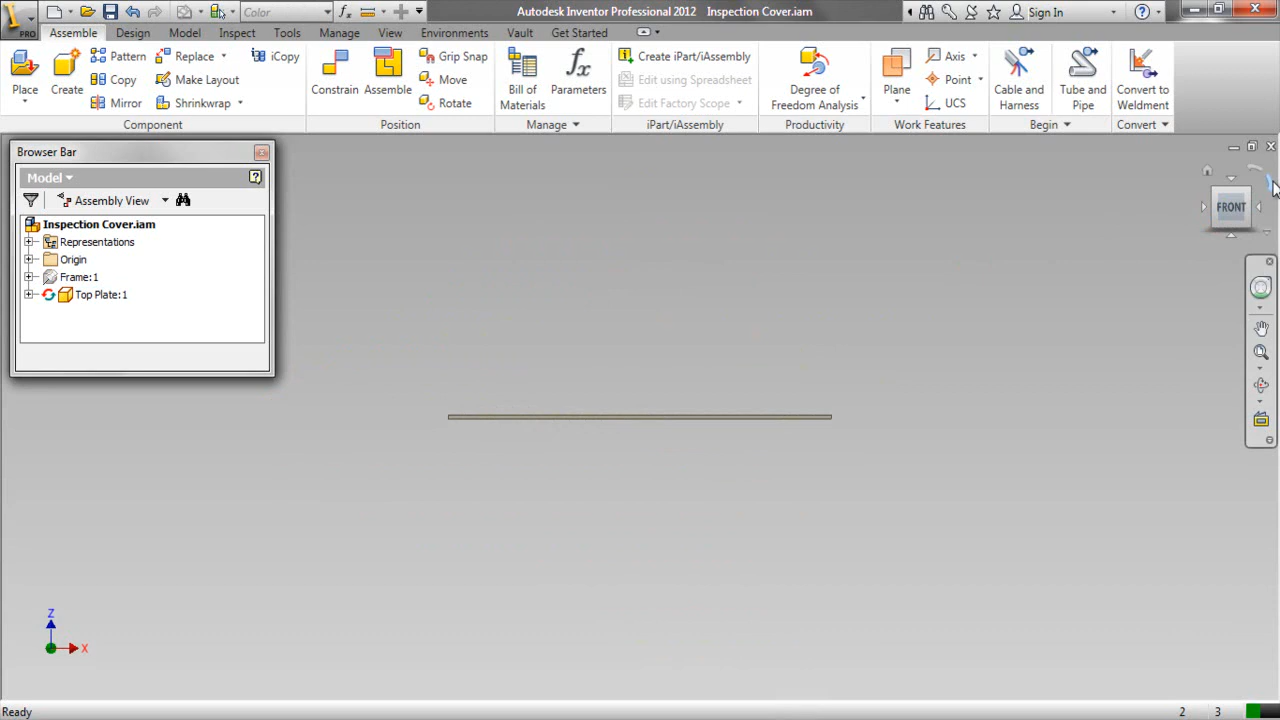 Color
Autodesk Inventor Professional 2012 Inspection Cover.iam
Sign In
PRO
Assemble Design Model Inspect Tools Manage View Environments Vault Get Started
Place
Create
Pattern
Copy
Mirror
Replace
Make Layout
Shrinkwrap
iCopy
Component
Constrain
Assemble
Grip Snap
Move
Rotate
Position
Bill of
Materials
Parameters
Manage
Create iPart/iAssembly
Edit using Spreadsheet
Edit Factory Scope
iPart/iAssembly
Degree of
Freedom Analysis
Productivity
Plane
Axis
Point
UCS
Work Features
Cable and
Harness
Tube and
Pipe
Begin
Convert to
Weldment
Convert
Browser Bar
Model
Assembly View
Inspection Cover.iam
Representations
Origin
Frame:1
Top Plate:1
FRONT
Z
X
Ready
2 3